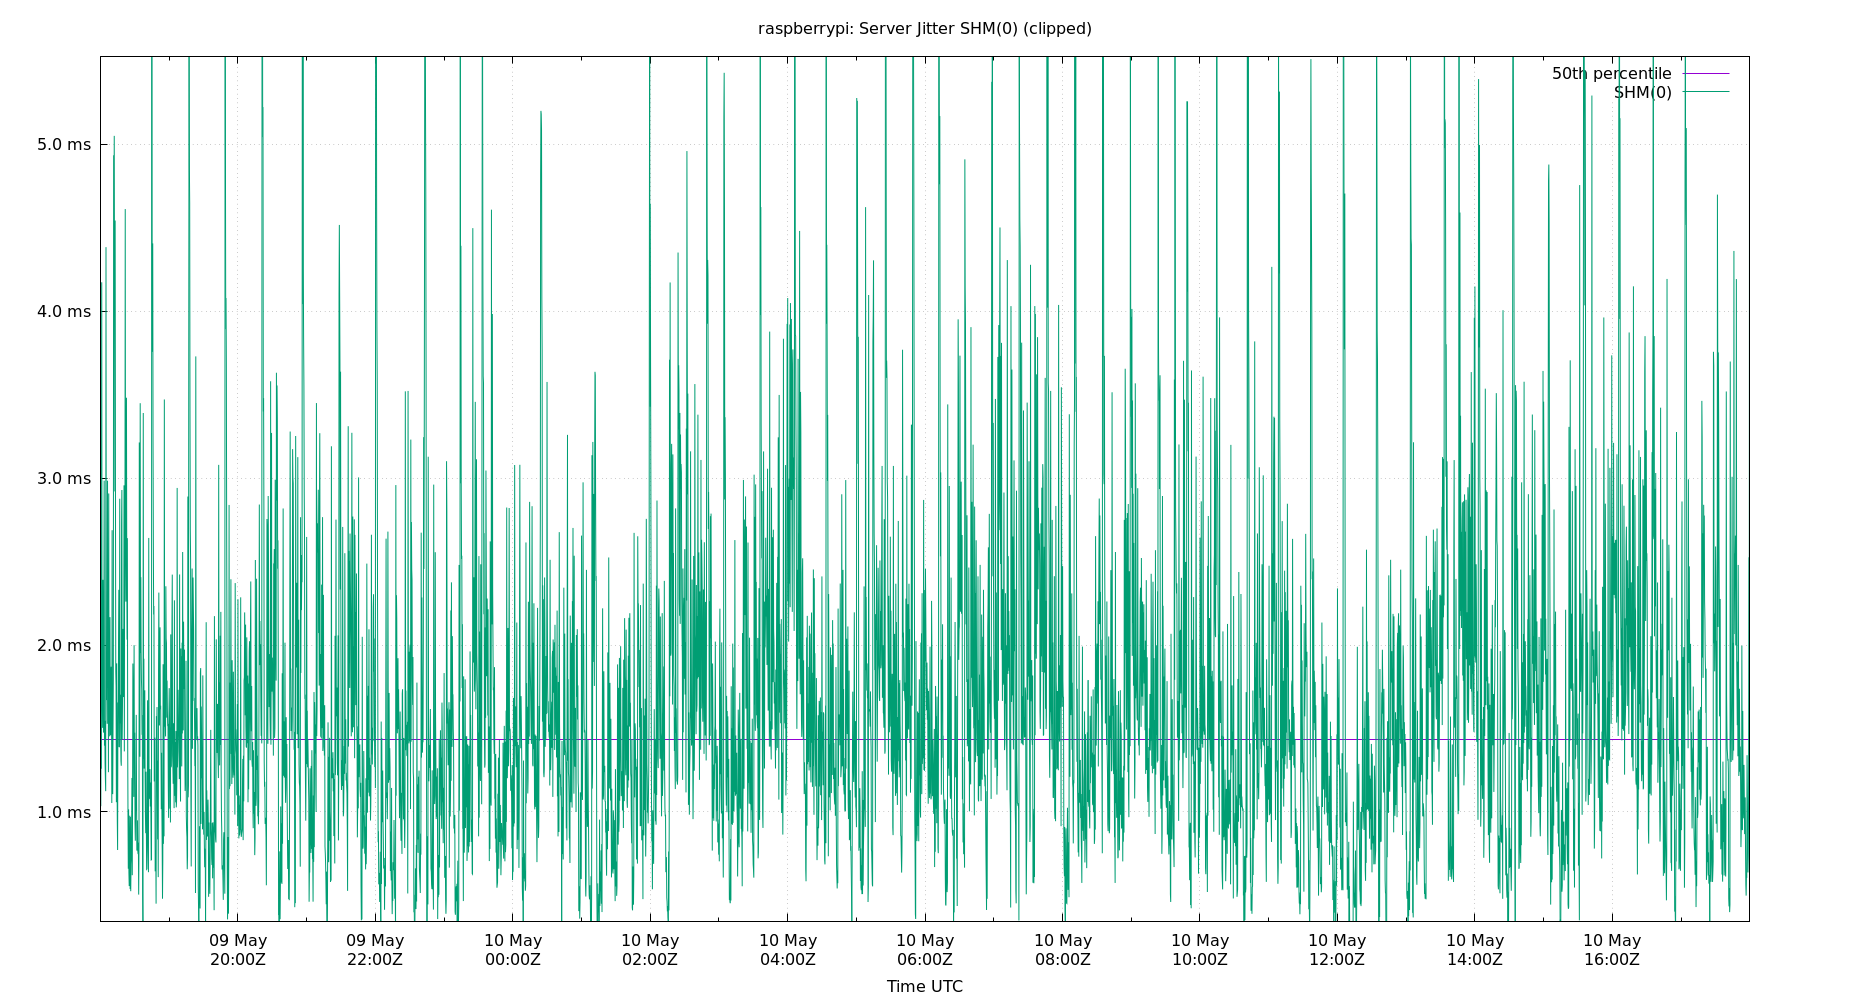 raspberrypi: Server Jitter SHM(0) (clipped)
50th percentile
SHM(0)
5.0 ms
4.0 ms
3.0 ms
2.0 ms
1.0 ms
09 May 09 May 10 May 10 May 10 May 10 May 10 May 10 May 10 May 10 May 10 May
20:00Z 22:00Z 00:00Z 02:00Z 04:00Z 06:00Z 08:00Z 10:00Z 12:00Z 14:00Z 16:00Z
Time UTC